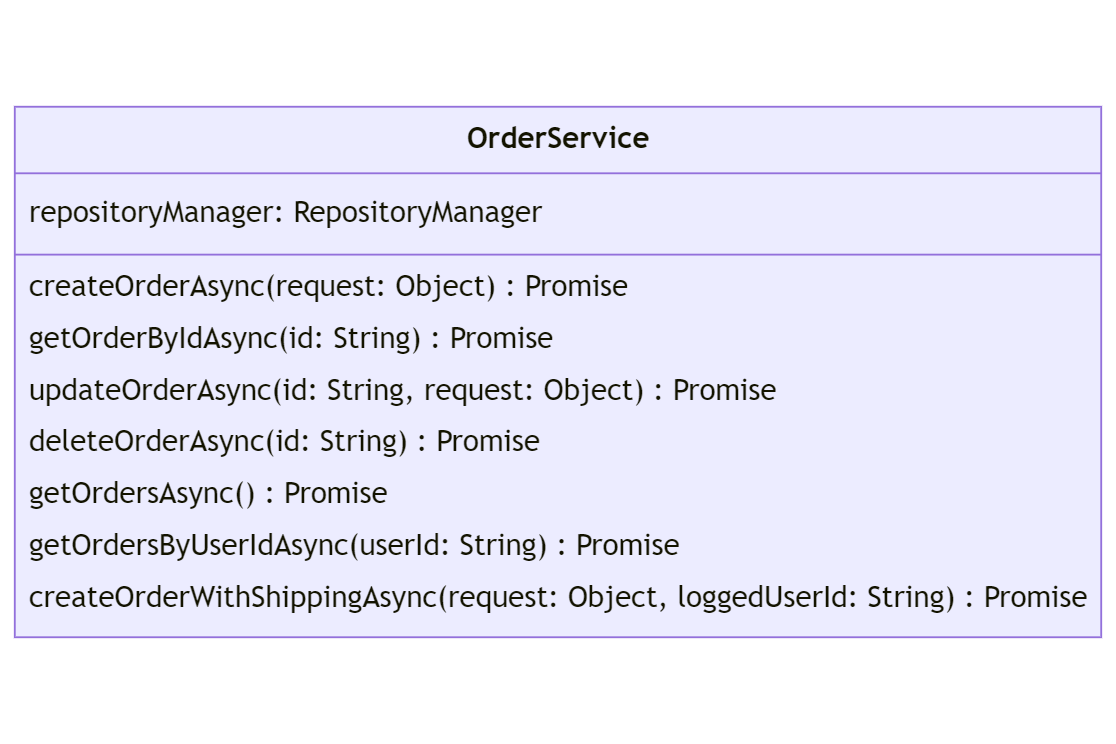 OrderService
repositoryManager: RepositoryManager
createOrderAsync(request: Object) : Promise
getOrderByIdAsync(id: String) : Promise
updateOrderAsync(id: String, request: Object) : Promise
deleteOrderAsync(id: String) : Promise
getOrdersAsync() : Promise
getOrdersByUserIdAsync(userId: String) : Promise
createOrderWithShippingAsync(request: Object, loggedUserId: String) : Promise